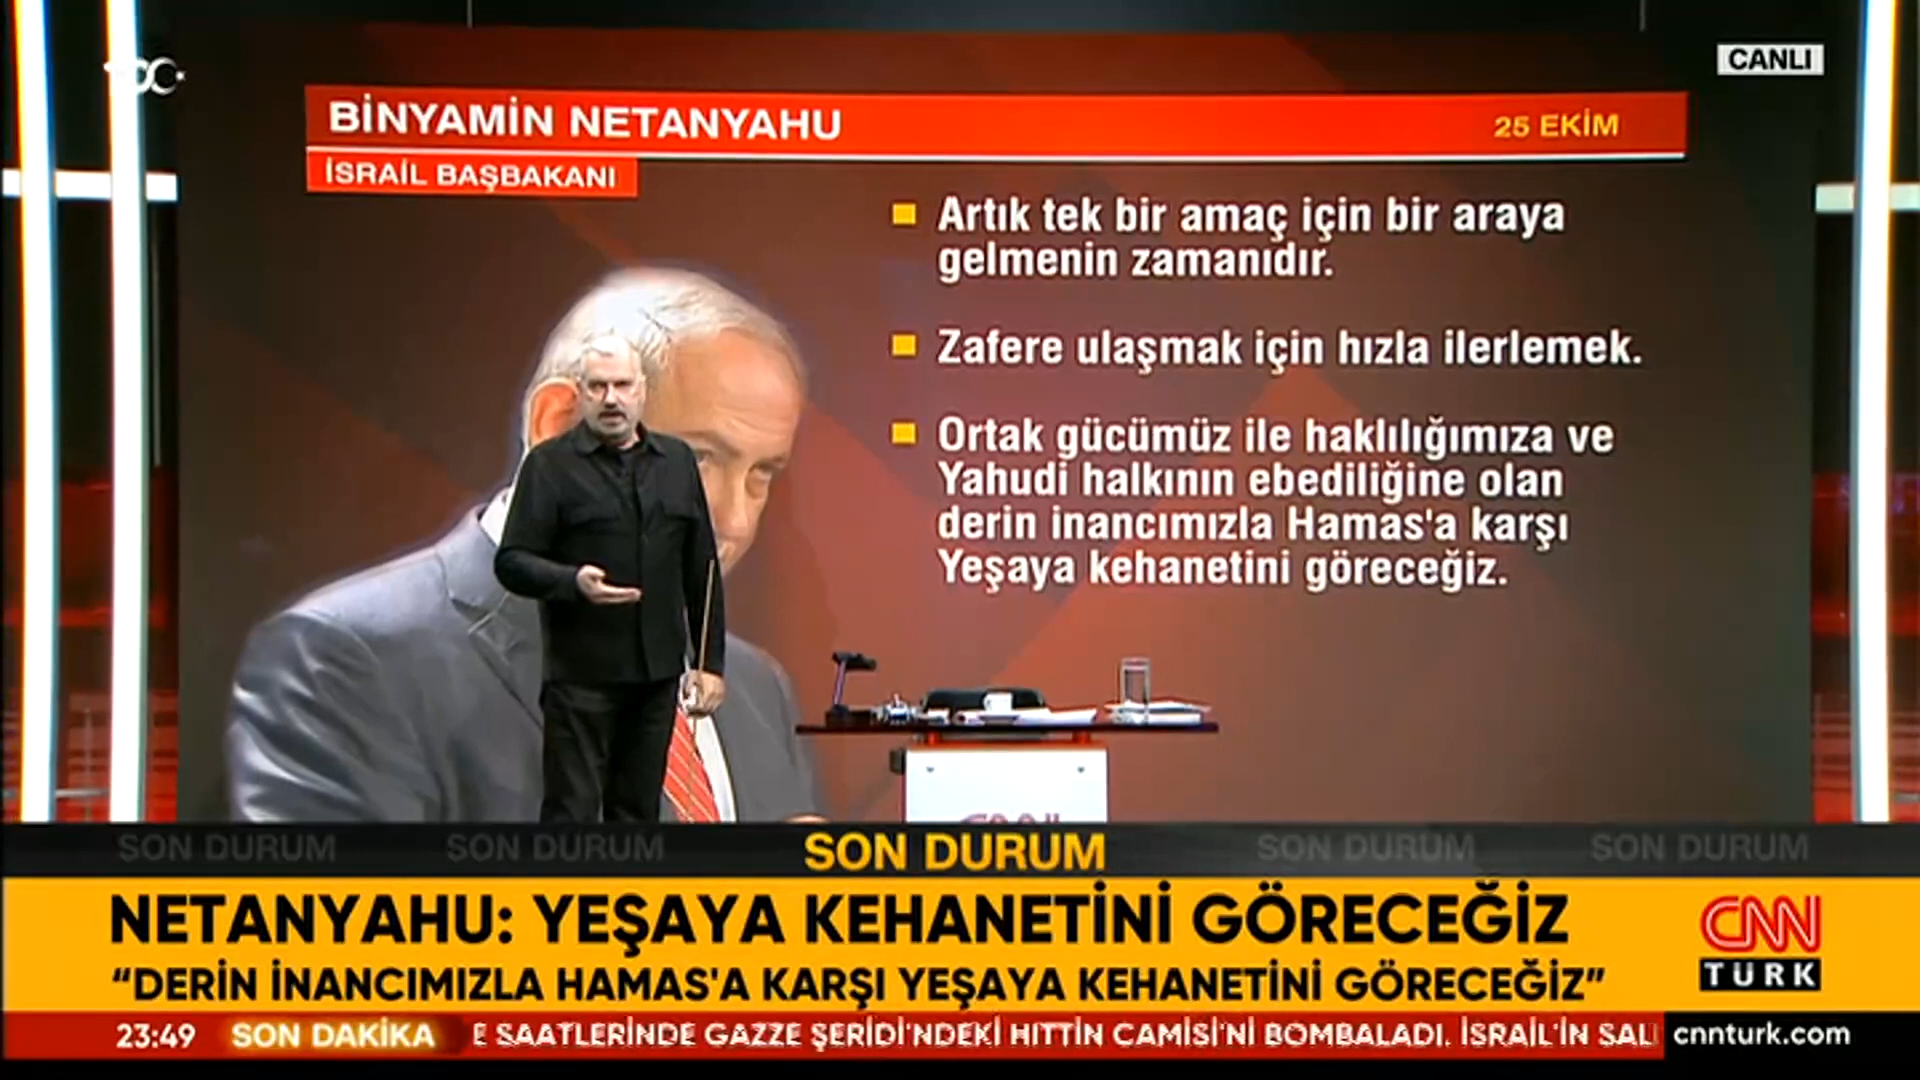 CANLI
BİNYAMİN NETANYAHU
25 EKİM
İSRAİL BAŞBAKANI
Artık tek bir amaç için bir araya
gelmenin zamanıdır.
Zafere ulaşmak için hızla ilerlemek.
Ortak gücümüz ile haklılığımıza ve
Yahudi halkının ebediliğine olan
derin inancımızla Hamas'a karşı
Yeşaya kehanetini göreceğiz.
SON DURUM SON DURUM SON DURUM SON DURUM SON DURUM
NETANYAHU: YEŞAYA KEHANETİNİ GÖRECEĞİZ
“DERİN İNANCIMIZLA HAMAS'A KARŞI YEŞAYA KEHANETİNİ GÖRECEĞİZ”
CNN
TURK
23:49 SON DAKİKA E SAATLERİNDE GAZZE ŞERİDİ'NDEKİ HITTİN CAMİSİ'Nİ BOMBALADI. İSRAİL'İN SAL cnnturk.com